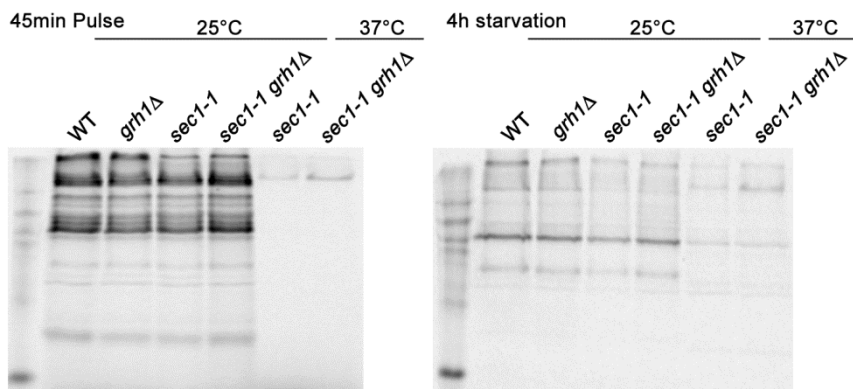 45min Pulse
25°C
37°C
WT
grh1Δ
sec1-1
sec1-1 grh1Δ
sec1-1
sec1-1 grh1Δ
4h starvation
25°C
37°C
WT
grh1Δ
sec1-1
sec1-1 grh1Δ
sec1-1
sec1-1 grh1Δ